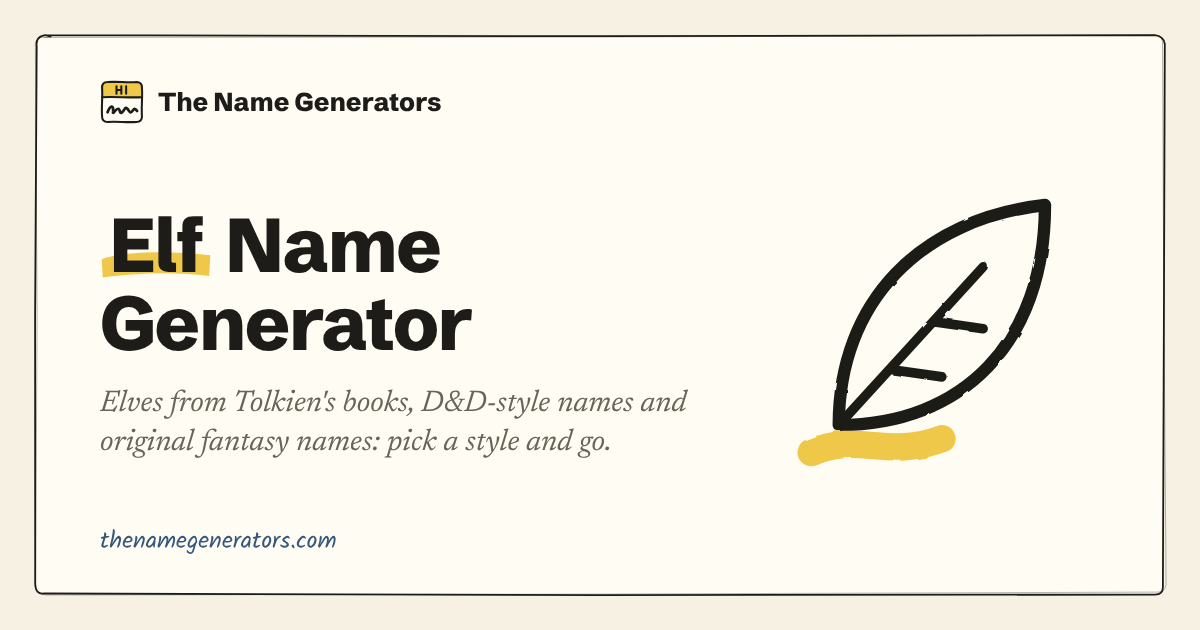 HI
The Name Generators
Elf Name
Generator
Elves from Tolkien's books, D&D-style names and
original fantasy names: pick a style and go.
thenamegenerators.com